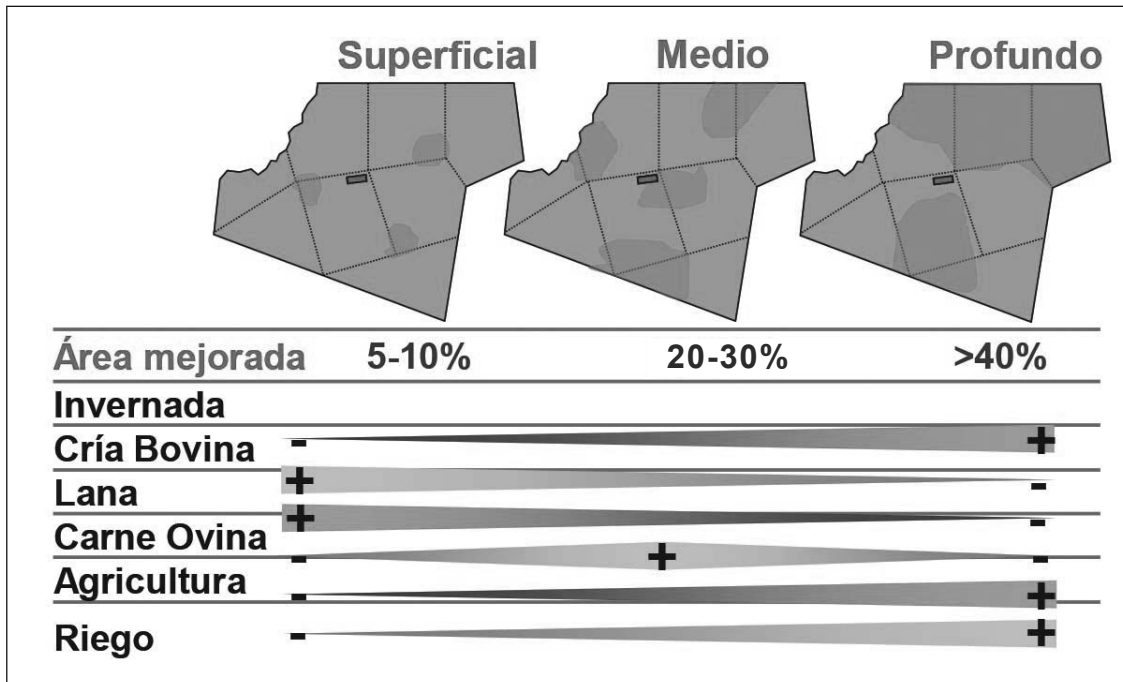 Superficial Medio Profundo
Área mejorada 5-10% 20-30% >40%
Invernada
- +
Cría Bovina
+ -
Lana
+ -
Carne Ovina
- + -
Agricultura
- +
Riego
- +